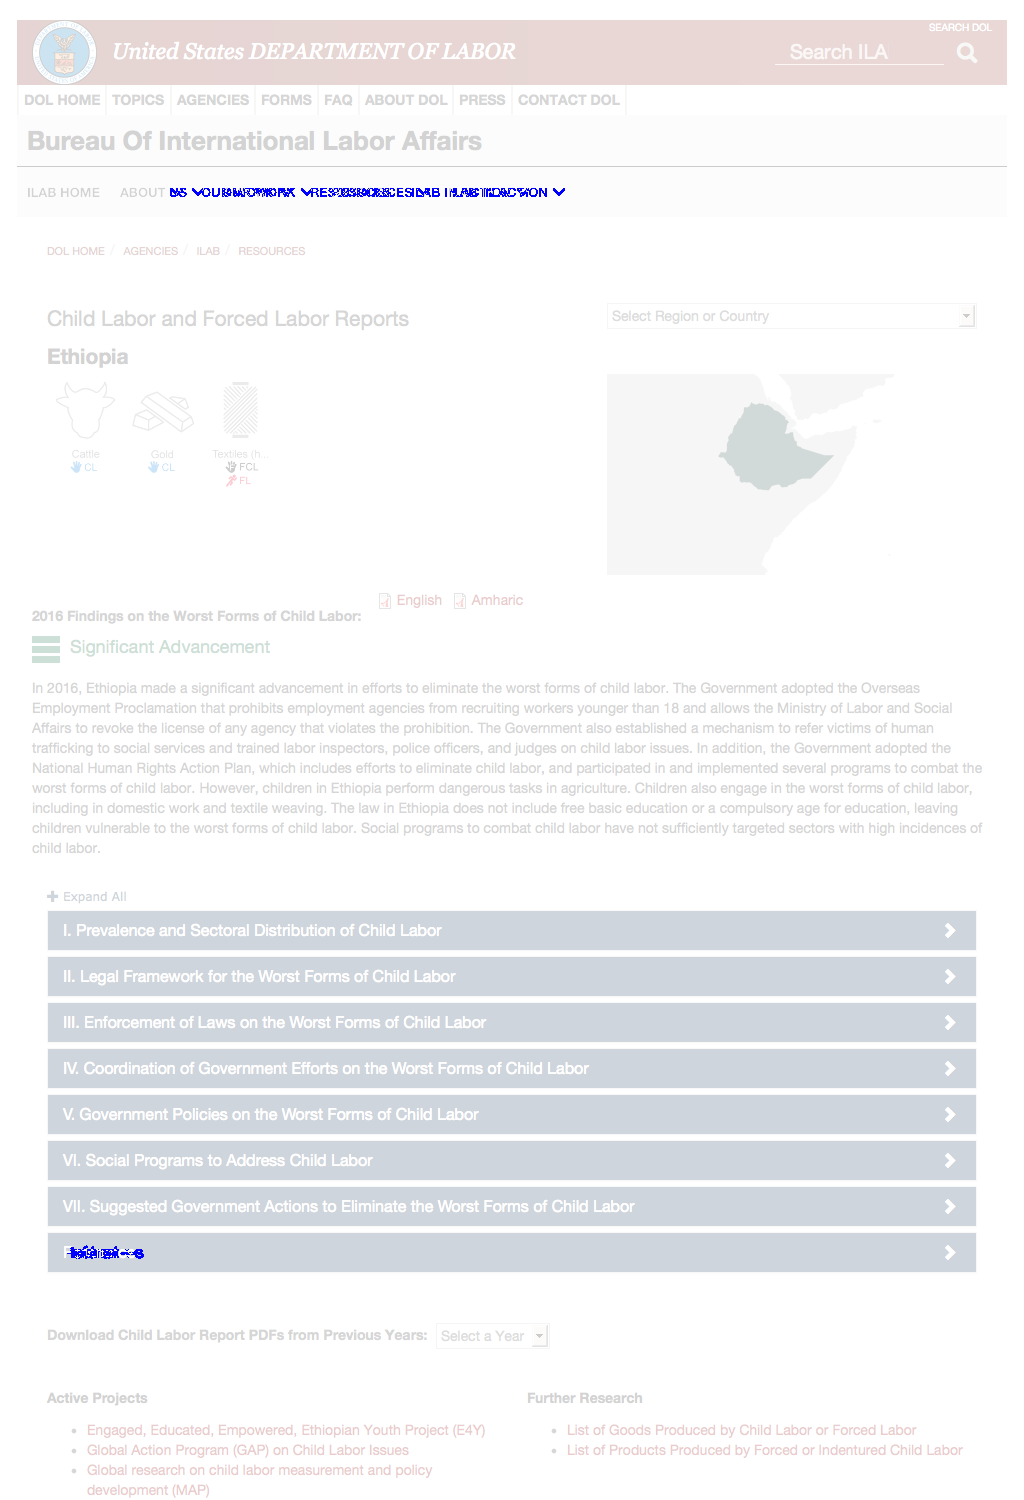 SEARCH DOL
United States DEPARTMENT OF LABOR
Search ILA
DOL HOME TOPICS AGENCIES FORMS FAQ ABOUT DOL PRESS CONTACT DOL
Bureau Of International Labor Affairs
ILAB HOME ABOUT
DOL HOME / AGENCIES / ILAB / RESOURCES
Child Labor and Forced Labor Reports
Select Region or Country
Ethiopia
Cattle Gold Textiles (h...
CL CL FCL
FL
English Amharic
2016 Findings on the Worst Forms of Child Labor:
Significant Advancement
In 2016, Ethiopia made a significant advancement in efforts to eliminate the worst forms of child labor. The Government adopted the Overseas
Employment Proclamation that prohibits employment agencies from recruiting workers younger than 18 and allows the Ministry of Labor and Social
Affairs to revoke the license of any agency that violates the prohibition. The Government also established a mechanism to refer victims of human
trafficking to social services and trained labor inspectors, police officers, and judges on child labor issues. In addition, the Government adopted the
National Human Rights Action Plan, which includes efforts to eliminate child labor, and participated in and implemented several programs to combat the
worst forms of child labor. However, children in Ethiopia perform dangerous tasks in agriculture. Children also engage in the worst forms of child labor,
including in domestic work and textile weaving. The law in Ethiopia does not include free basic education or a compulsory age for education, leaving
children vulnerable to the worst forms of child labor. Social programs to combat child labor have not sufficiently targeted sectors with high incidences of
child labor.
Expand All
I. Prevalence and Sectoral Distribution of Child Labor
II. Legal Framework for the Worst Forms of Child Labor
III. Enforcement of Laws on the Worst Forms of Child Labor
IV. Coordination of Government Efforts on the Worst Forms of Child Labor
V. Government Policies on the Worst Forms of Child Labor
VI. Social Programs to Address Child Labor
VII. Suggested Government Actions to Eliminate the Worst Forms of Child Labor
Download Child Labor Report PDFs from Previous Years: Select a Year
Active Projects
• Engaged, Educated, Empowered, Ethiopian Youth Project (E4Y)
• Global Action Program (GAP) on Child Labor Issues
• Global research on child labor measurement and policy
development (MAP)
Further Research
• List of Goods Produced by Child Labor or Forced Labor
• List of Products Produced by Forced or Indentured Child Labor